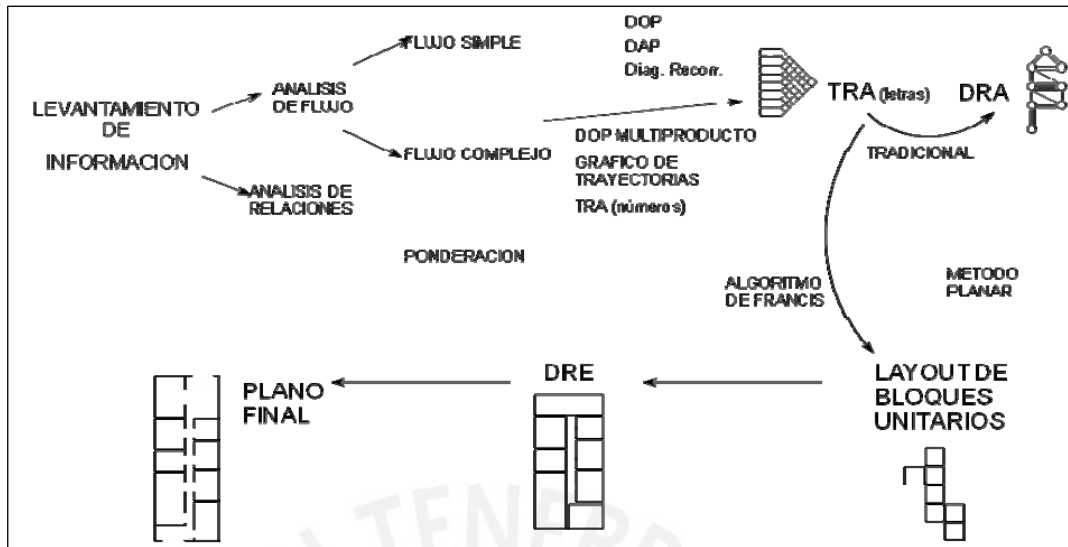 LEVANTAMIENTO
DE
INFORMACION
ANALISIS
DE FLUJO
ANALISIS DE
RELACIONES
FLUJO SIMPLE
FLUJO COMPLEJO
PONDERACION
DOP
DAP
Diag. Recorr.
DOP MULTIPRODUCTO
GRAFICO DE
TRAYECTORIAS
TRA (números)
TRA (letras)
DRA
TRADICIONAL
ALGORITMO
DE FRANCIS
METODO
PLANAR
LAYOUT DE
BLOQUES
UNITARIOS
DRE
PLANO
FINAL